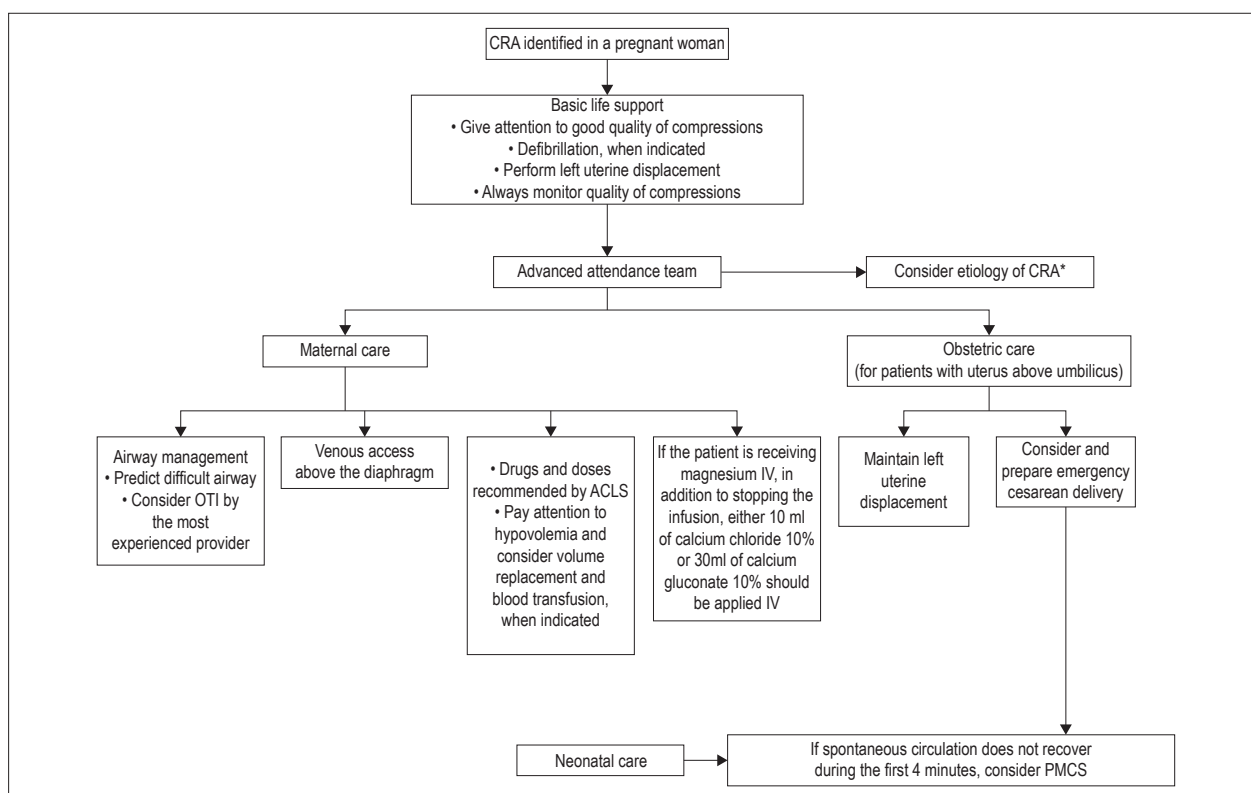 CRA identified in a pregnant woman
Basic life support
• Give attention to good quality of compressions
• Defibrillation, when indicated
• Perform left uterine displacement
• Always monitor quality of compressions
Advanced attendance team
Consider etiology of CRA*
Maternal care
Obstetric care
(for patients with uterus above umbilicus)
Airway management
• Predict difficult airway
• Consider OTI by
the most
experienced provider
Venous access
above the diaphragm
• Drugs and doses
recommended by ACLS
• Pay attention to
hypovolemia and
consider volume
replacement and
blood transfusion,
when indicated
If the patient is receiving
magnesium IV, in
addition to stopping the
infusion, either 10 ml
of calcium chloride 10%
or 30ml of calcium
gluconate 10% should
be applied IV
Maintain left
uterine
displacement
Consider and
prepare emergency
cesarean delivery
Neonatal care
If spontaneous circulation does not recover
during the first 4 minutes, consider PMCS